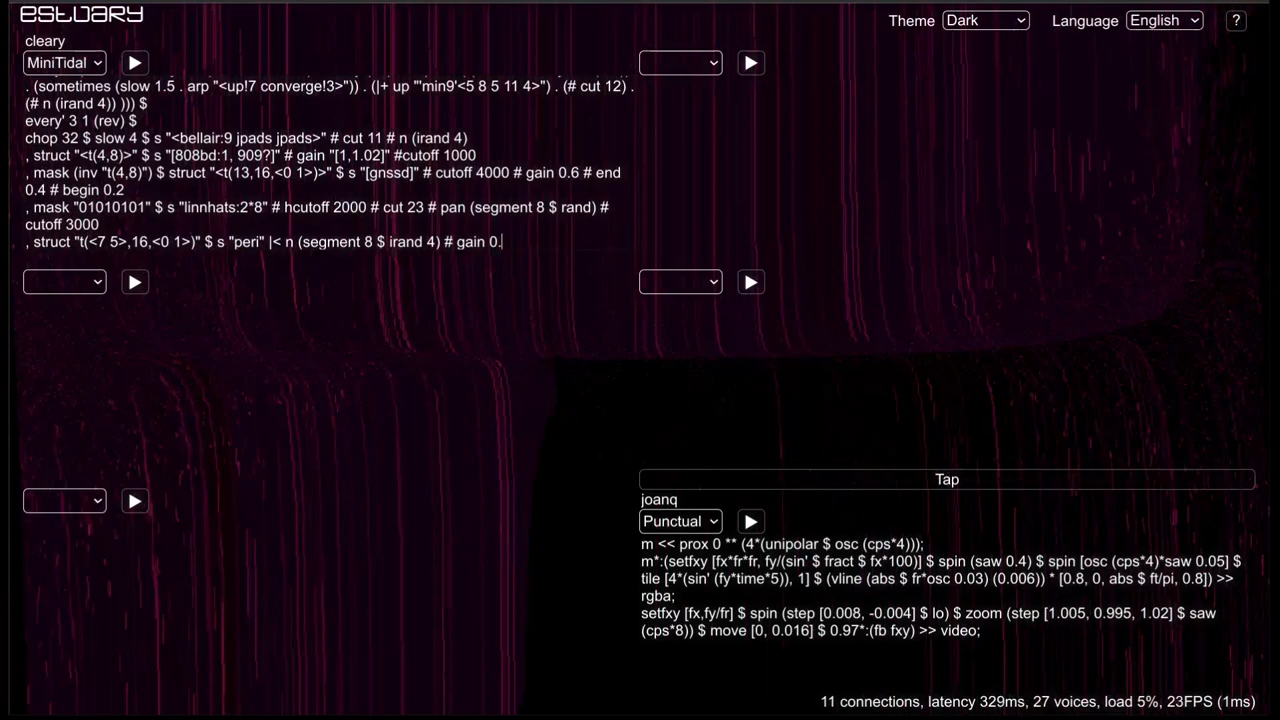 estuary
Theme Dark Language English ?
cleary
MiniTidal
. (sometimes (slow 1.5 . arp "<up!7 converge!3>")) . (|+ up "'min9'<5 8 5 11 4>") . (# cut 12) .
(# n (irand 4)) ))) $
every' 3 1 (rev) $
chop 32 $ slow 4 $ s "<bellair:9 jpads jpads>" # cut 11 # n (irand 4)
, struct "<t(4,8)>" $ s "[808bd:1, 909?]" # gain "[1,1.02]" #cutoff 1000
, mask (inv "t(4,8)") $ struct "<t(13,16,<0 1>)>" $ s "[gnssd]" # cutoff 4000 # gain 0.6 # end
0.4 # begin 0.2
, mask "01010101" $ s "linnhats:2*8" # hcutoff 2000 # cut 23 # pan (segment 8 $ rand) #
cutoff 3000
, struct "t(<7 5>,16,<0 1>)" $ s "peri" |< n (segment 8 $ irand 4) # gain 0.
Tap
joanq
Punctual
m << prox 0 ** (4*(unipolar $ osc (cps*4)));
m*:(setfxy [fx*fr*fr, fy/(sin' $ fract $ fx*100)] $ spin (saw 0.4) $ spin [osc (cps*4)*saw 0.05] $
tile [4*(sin' (fy*time*5)), 1] $ (vline (abs $ fr*osc 0.03) (0.006)) * [0.8, 0, abs $ ft/pi, 0.8]) >>
rgba;
setfxy [fx,fy/fr] $ spin (step [0.008, -0.004] $ lo) $ zoom (step [1.005, 0.995, 1.02] $ saw
(cps*8)) $ move [0, 0.016] $ 0.97*:(fb fxy) >> video;
11 connections, latency 329ms, 27 voices, load 5%, 23FPS (1ms)